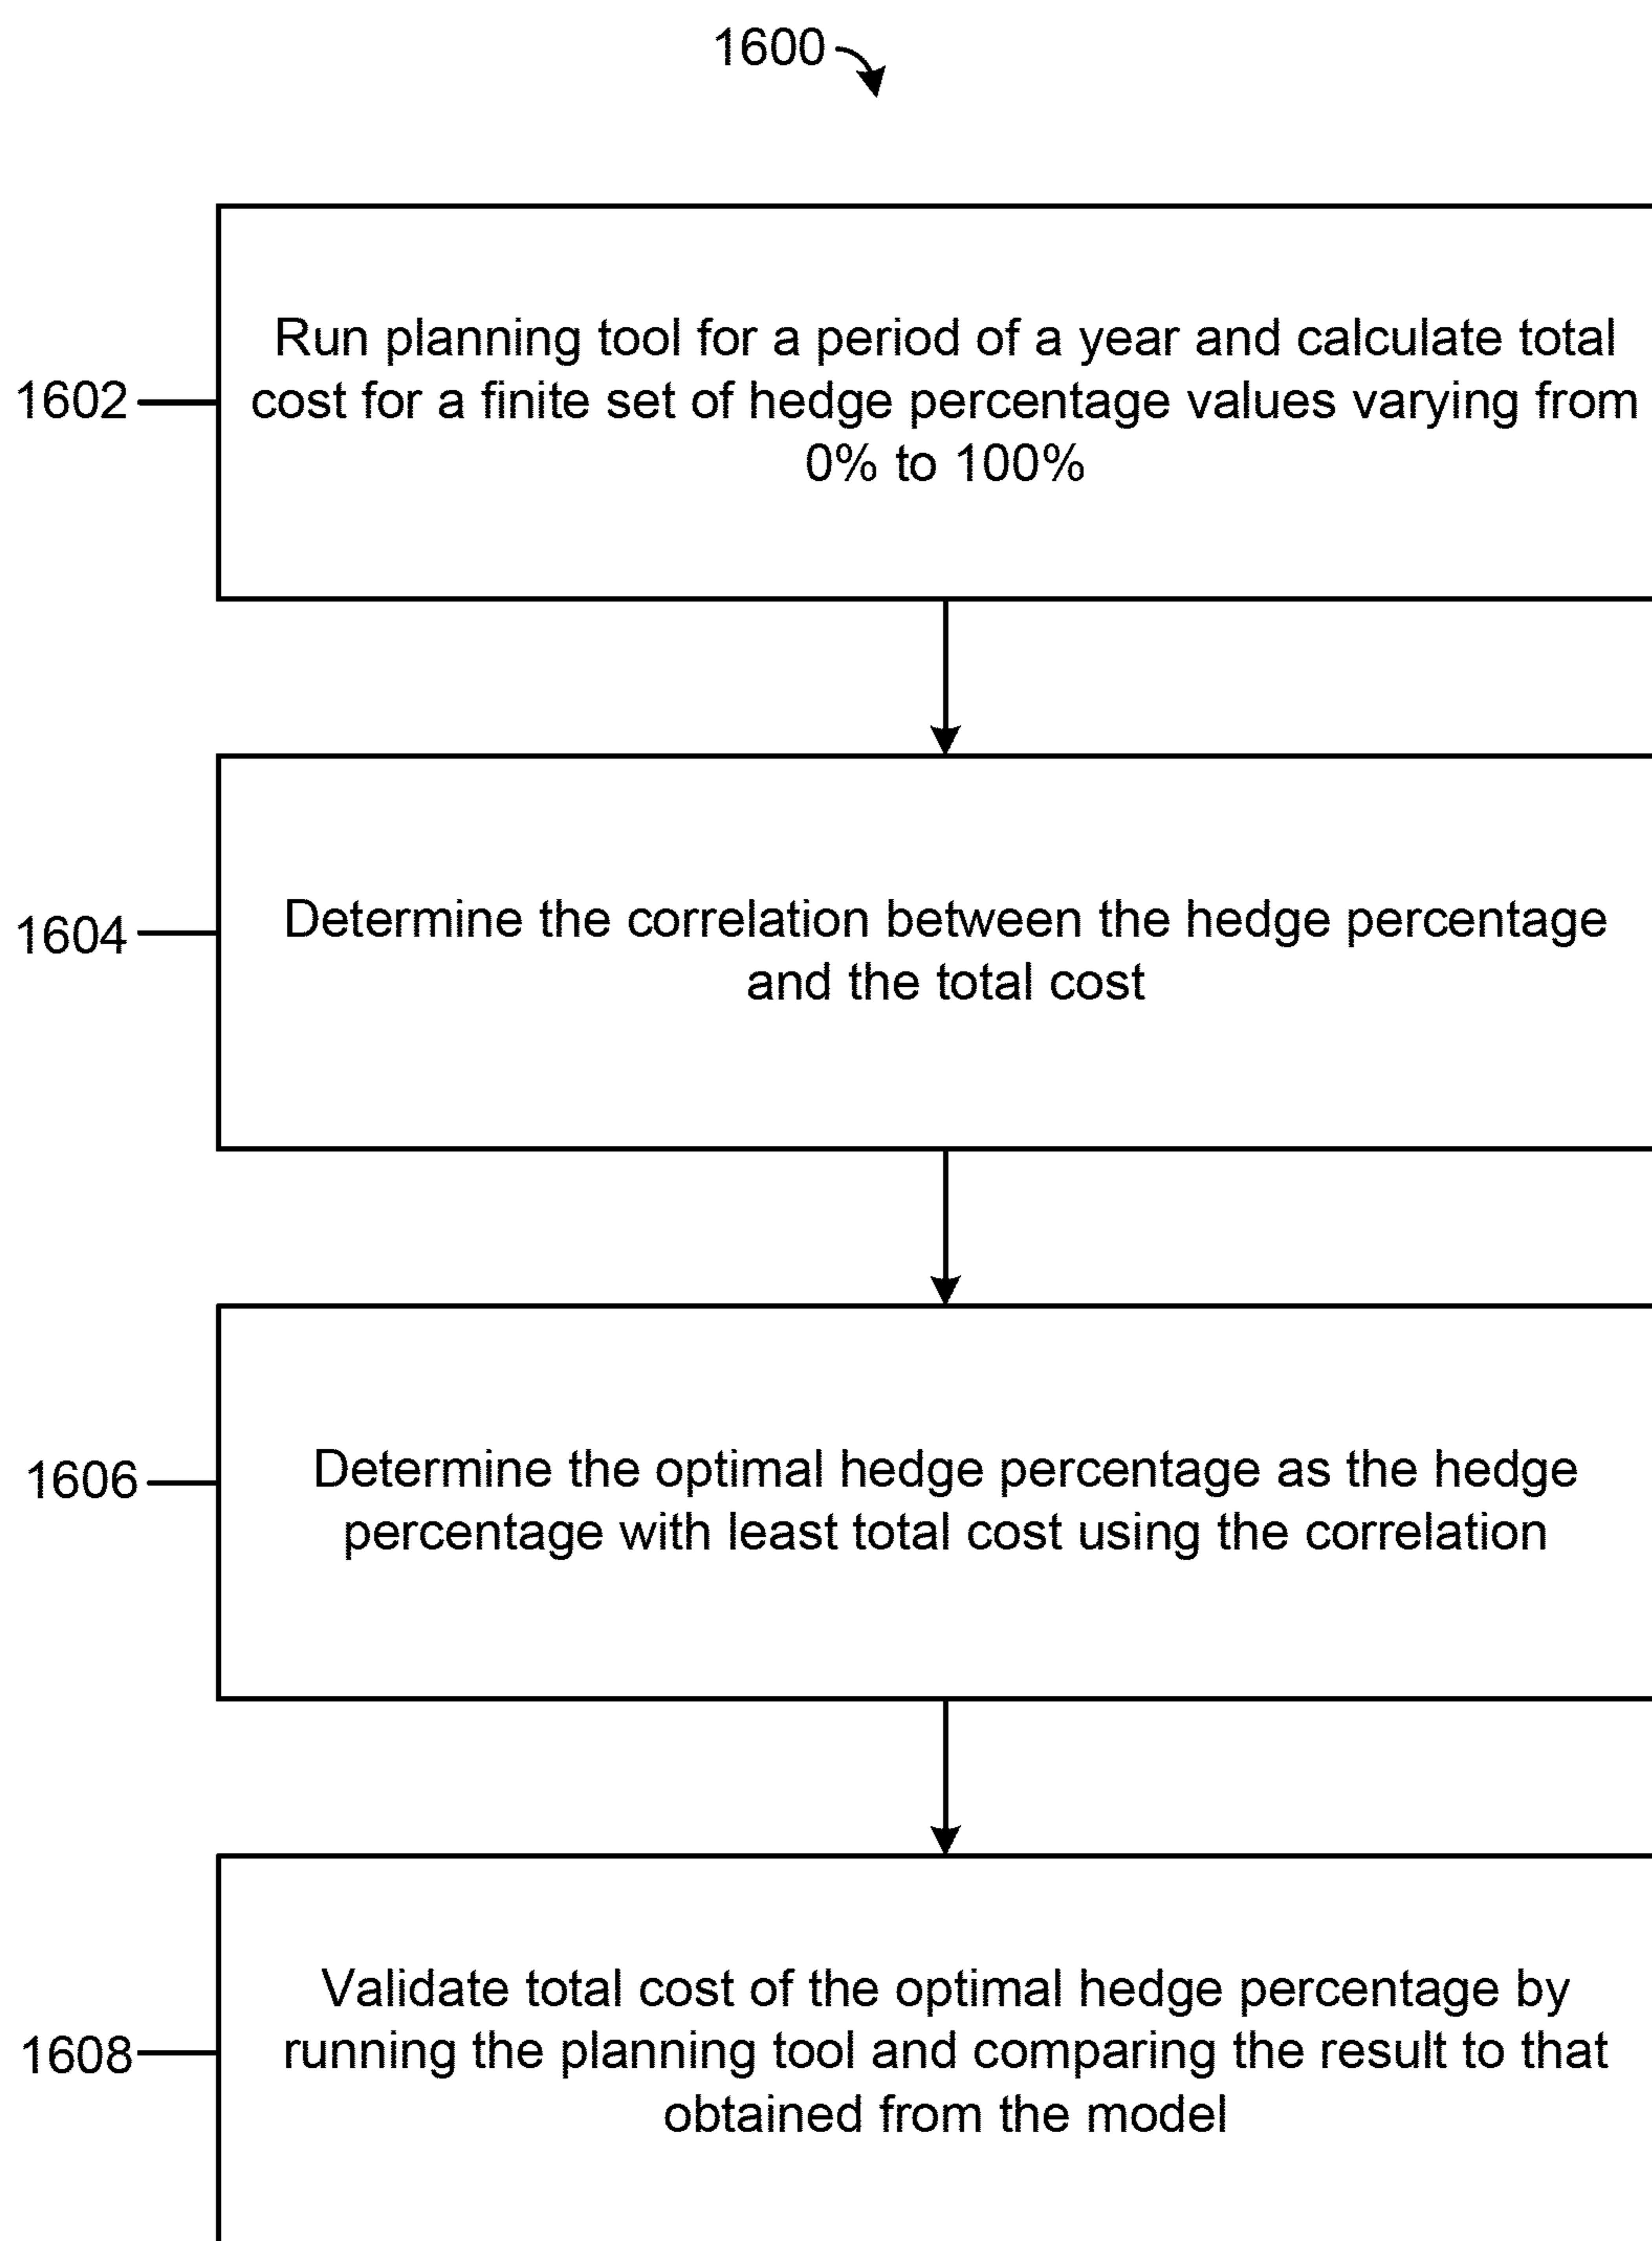 1600
1602
Run planning tool for a period of a year and calculate total
cost for a finite set of hedge percentage values varying from
0% to 100%
1604
Determine the correlation between the hedge percentage
and the total cost
1606
Determine the optimal hedge percentage as the hedge
percentage with least total cost using the correlation
1608
Validate total cost of the optimal hedge percentage by
running the planning tool and comparing the result to that
obtained from the model